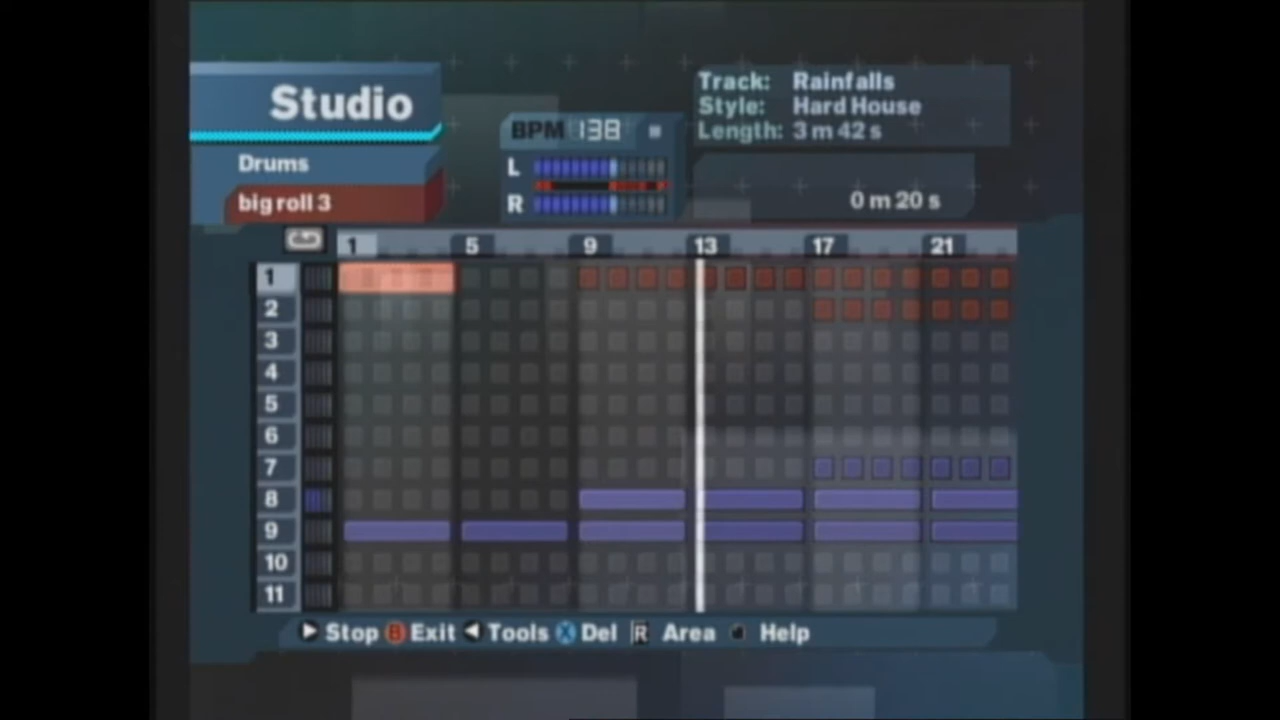 Studio
Drums
big roll 3
BPM 138
L
R
Track: Rainfalls
Style: Hard House
Length: 3 m 42 s
0 m 20 s
1 5 9 13 17 21
1
2
3
4
5
6
7
8
9
10
11
Stop B Exit Tools X Del R Area Help